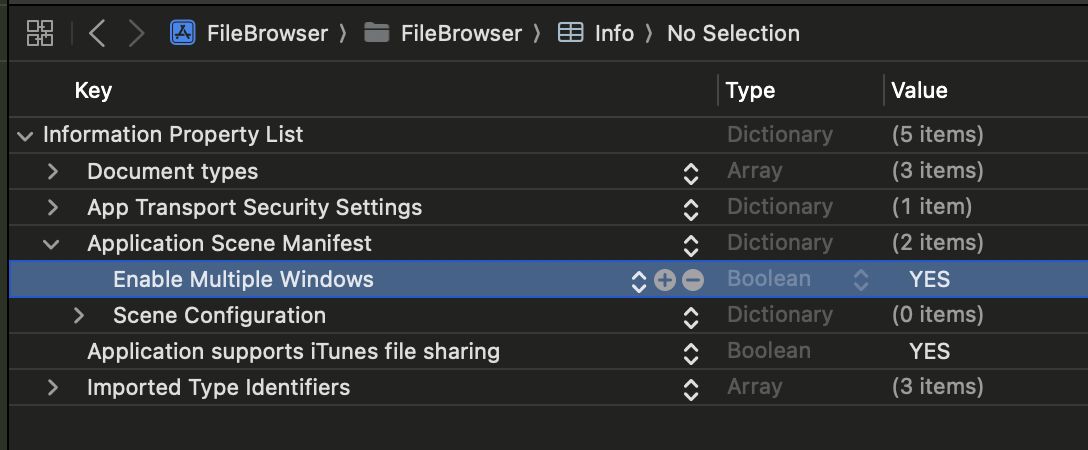 FileBrowser 〉 FileBrowser 〉 Info 〉 No Selection
Key Type Value
Information Property List Dictionary (5 items)
Document types Array (3 items)
App Transport Security Settings Dictionary (1 item)
Application Scene Manifest Dictionary (2 items)
Enable Multiple Windows Boolean YES
Scene Configuration Dictionary (0 items)
Application supports iTunes file sharing Boolean YES
Imported Type Identifiers Array (3 items)